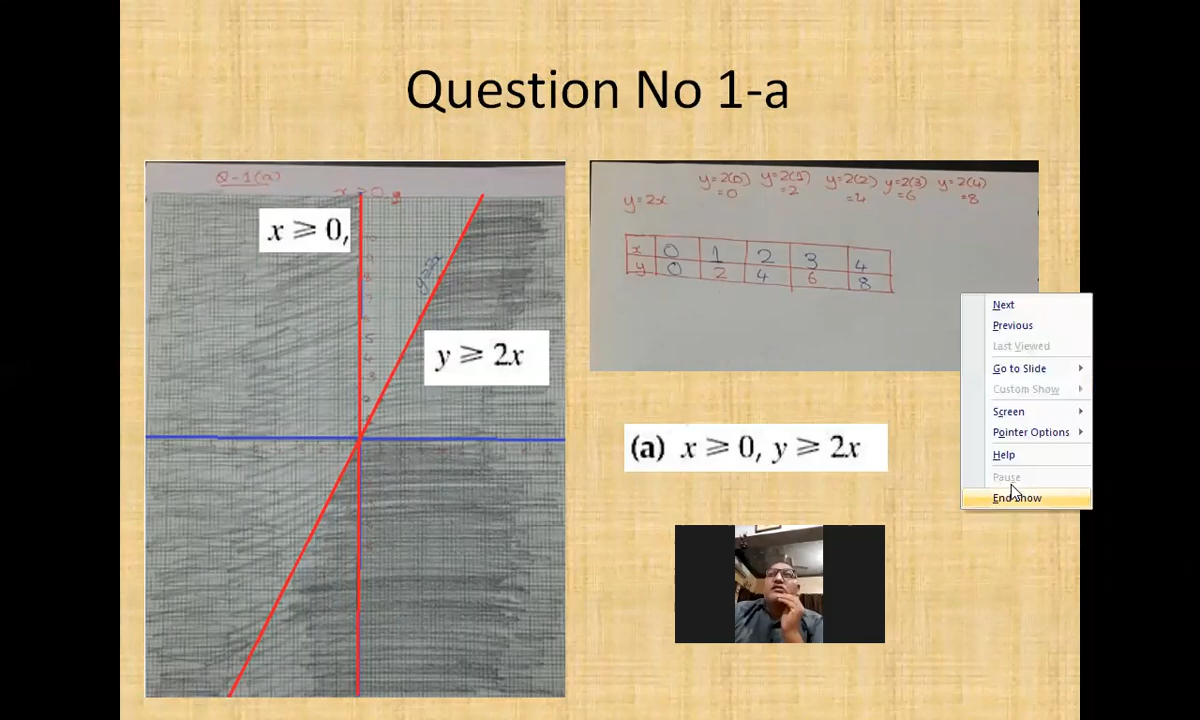 Question No 1-a
Q-1(a)
x ≥ 0,
y ≥ 2x
y=2x
y=2(0) y=2(1) y=2(2) y=2(3) y=2(4)
=0 =2 =4 =6 =8
x 0 1 2 3 4
y 0 2 4 6 8
(a) x ≥ 0, y ≥ 2x
Next
Previous
Last Viewed
Go to Slide
Custom Show
Screen
Pointer Options
Help
Pause
End Show